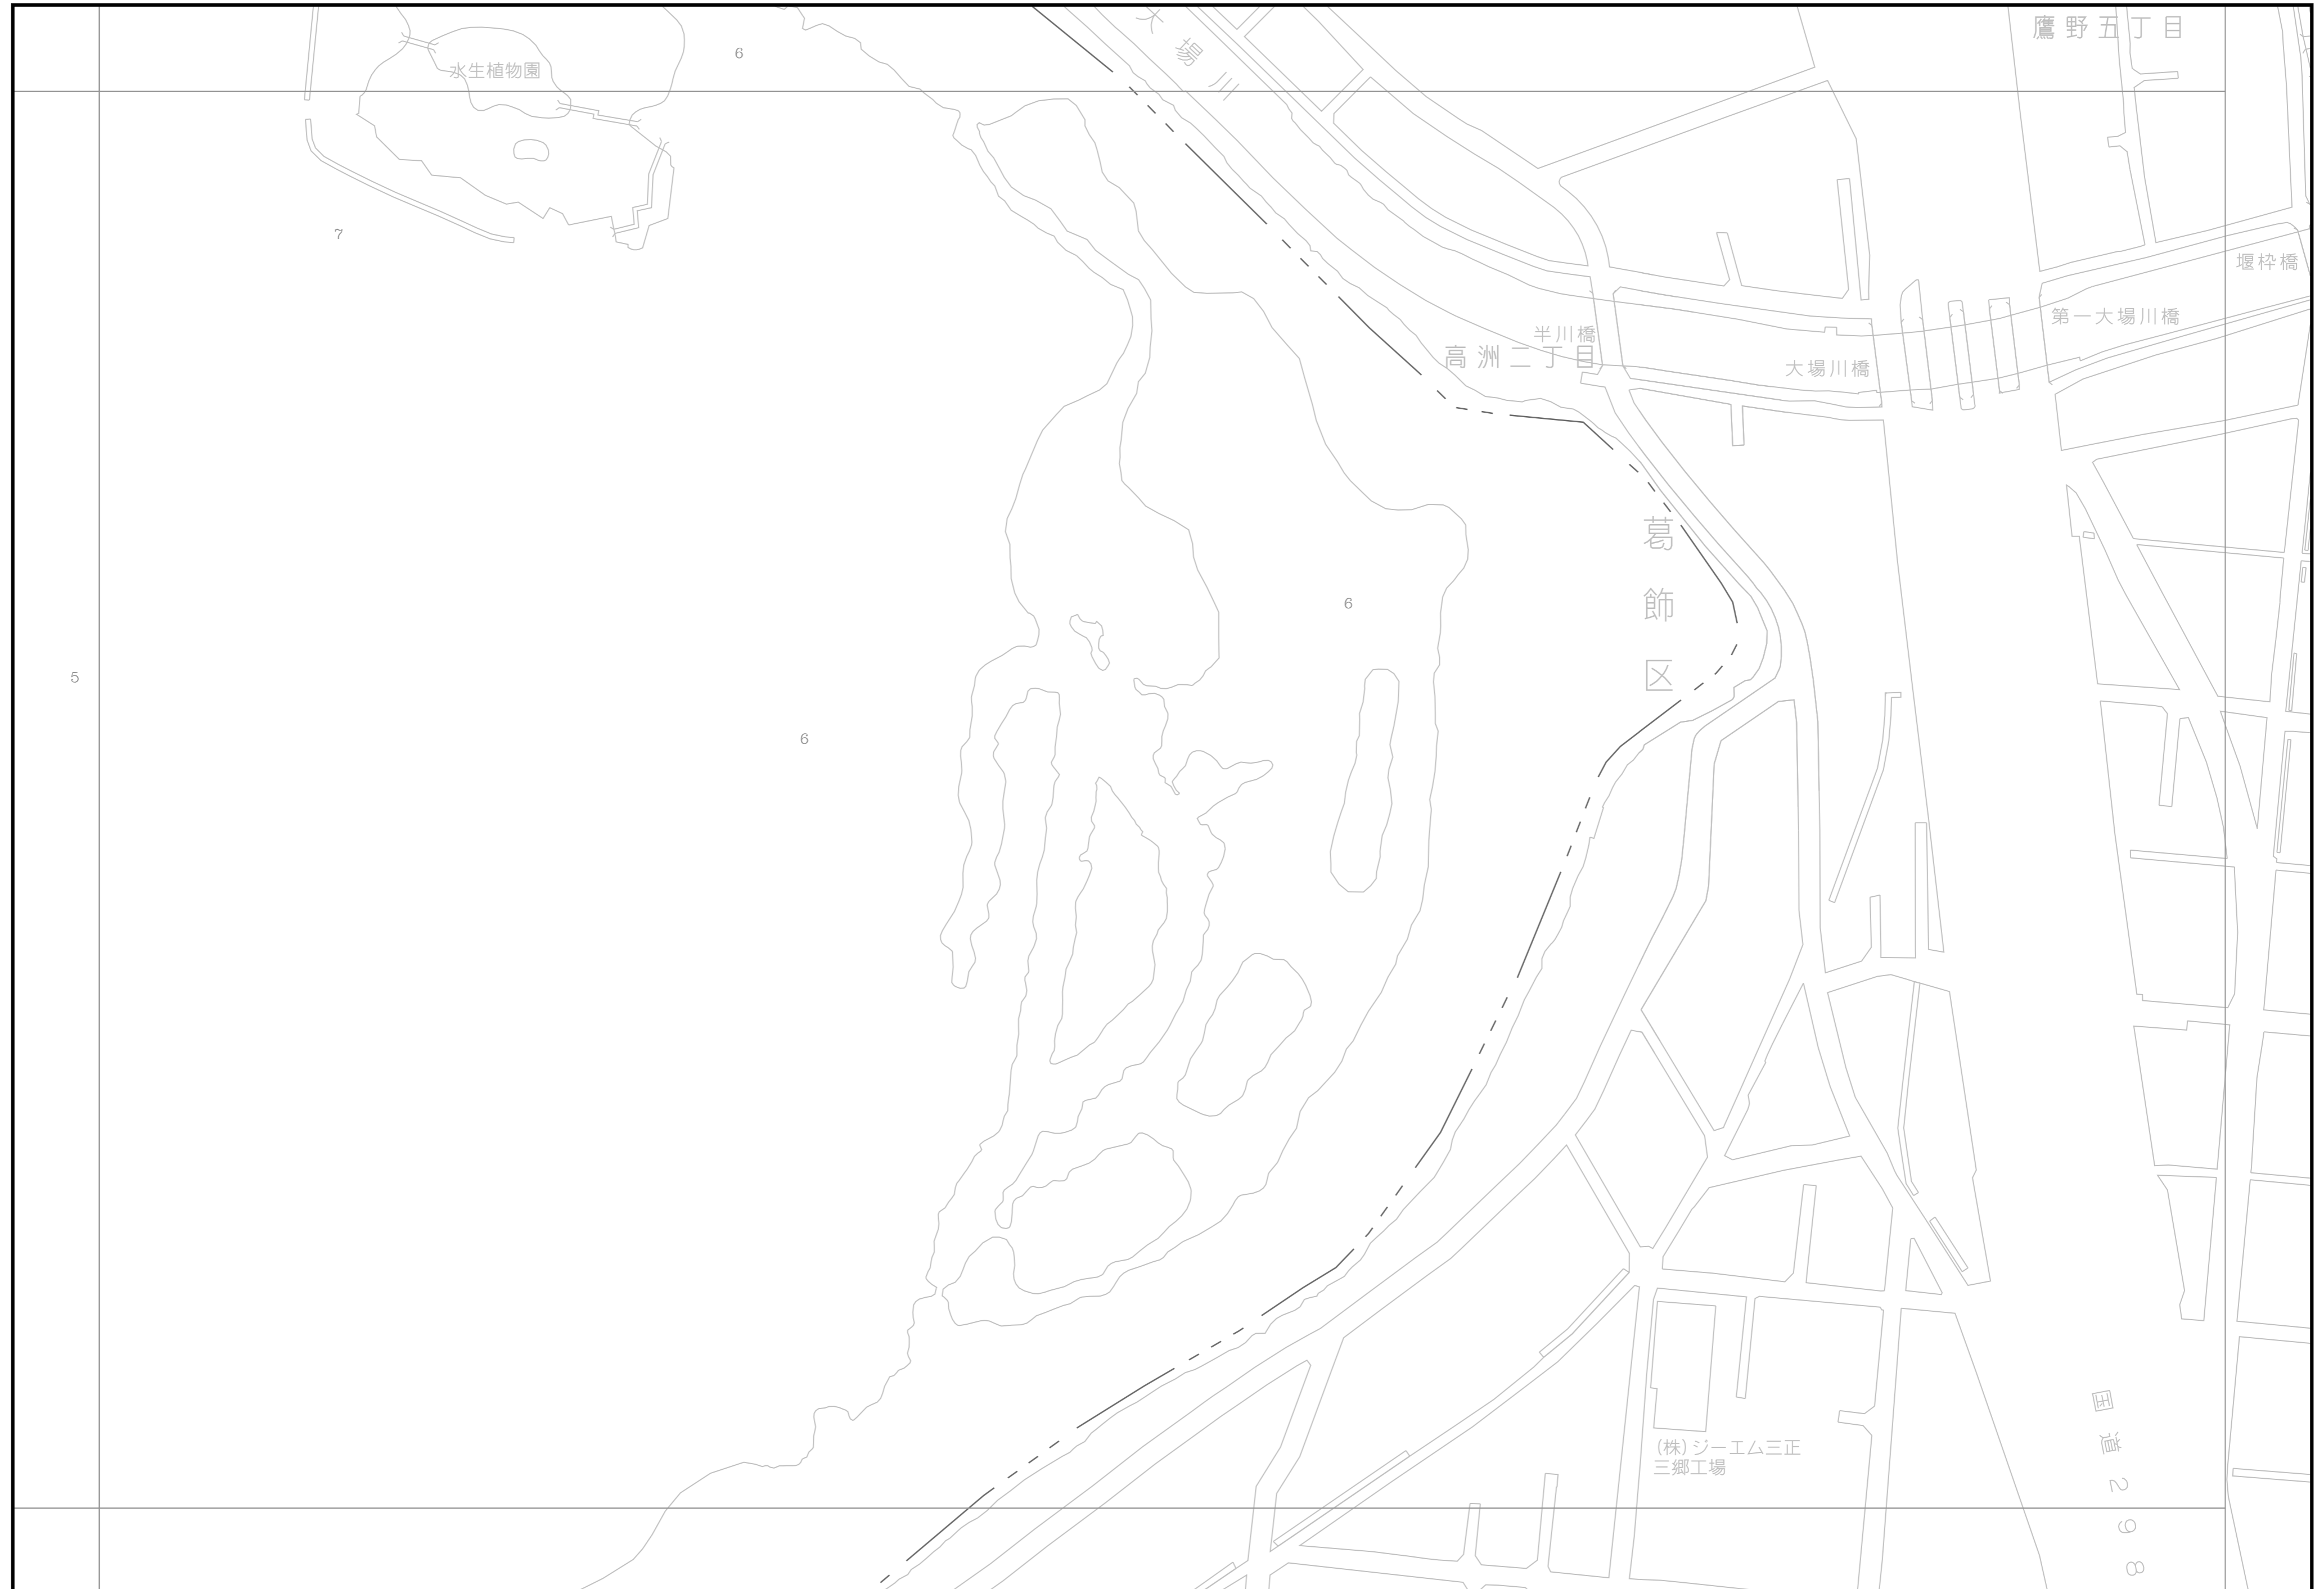 鷹野五丁目
大場川
6
水生植物園
7
堰枠橋
第一大場川橋
半川橋
高洲二丁目
大場川橋
葛飾区
6
5
6
国道298
(株)ジーエム三正
三郷工場